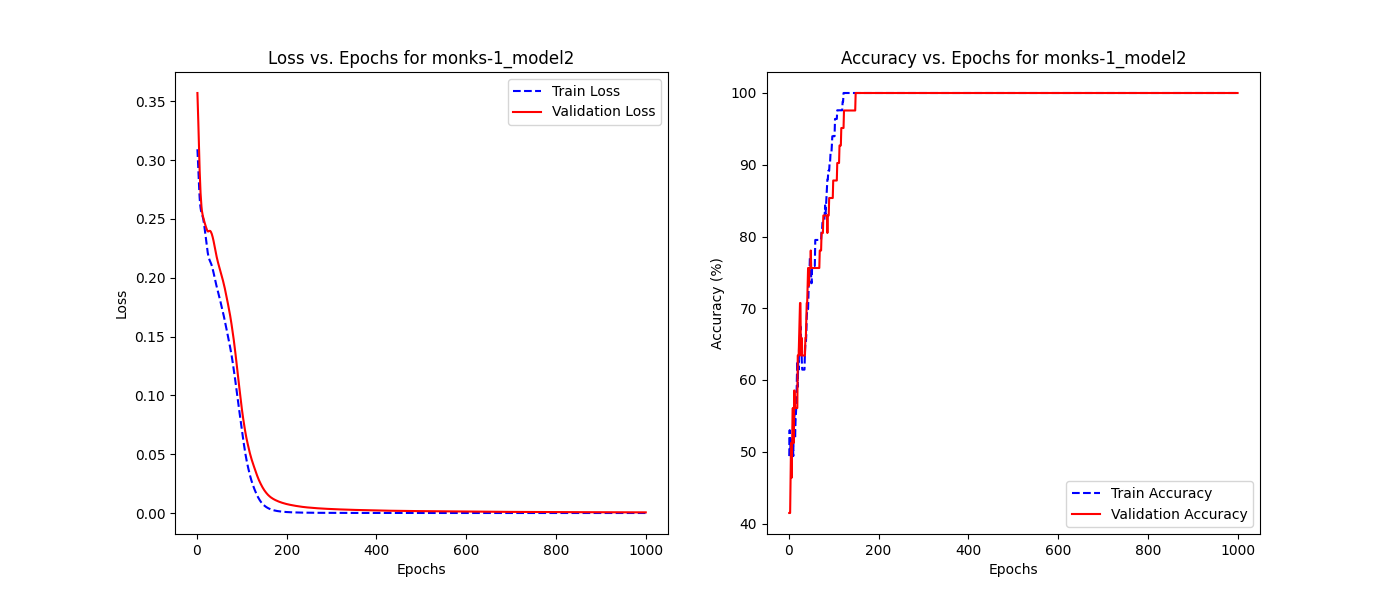 Loss vs. Epochs for monks-1_model2
Train Loss
Validation Loss
0.35
0.30
0.25
0.20
0.15
0.10
0.05
0.00
Loss
0 200 400 600 800 1000
Epochs
Accuracy vs. Epochs for monks-1_model2
100
90
80
70
60
50
40
Accuracy (%)
Train Accuracy
Validation Accuracy
0 200 400 600 800 1000
Epochs